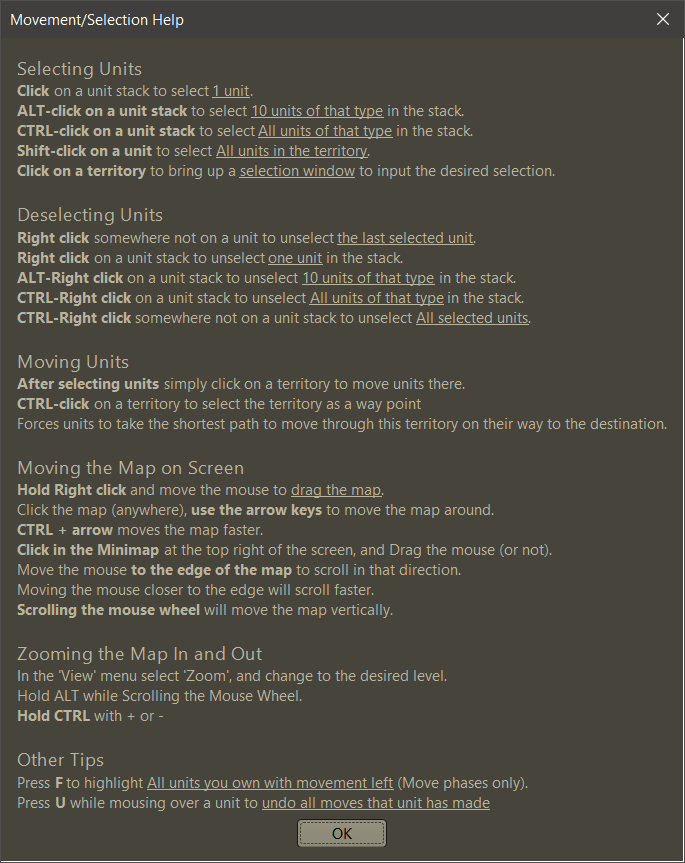 Movement/Selection Help
Selecting Units
Click on a unit stack to select 1 unit.
ALT-click on a unit stack to select 10 units of that type in the stack.
CTRL-click on a unit stack to select All units of that type in the stack.
Shift-click on a unit to select All units in the territory.
Click on a territory to bring up a selection window to input the desired selection.
Deselecting Units
Right click somewhere not on a unit to unselect the last selected unit.
Right click on a unit stack to unselect one unit in the stack.
ALT-Right click on a unit stack to unselect 10 units of that type in the stack.
CTRL-Right click on a unit stack to unselect All units of that type in the stack.
CTRL-Right click somewhere not on a unit stack to unselect All selected units.
Moving Units
After selecting units simply click on a territory to move units there.
CTRL-click on a territory to select the territory as a way point
Forces units to take the shortest path to move through this territory on their way to the destination.
Moving the Map on Screen
Hold Right click and move the mouse to drag the map.
Click the map (anywhere), use the arrow keys to move the map around.
CTRL + arrow moves the map faster.
Click in the Minimap at the top right of the screen, and Drag the mouse (or not).
Move the mouse to the edge of the map to scroll in that direction.
Moving the mouse closer to the edge will scroll faster.
Scrolling the mouse wheel will move the map vertically.
Zooming the Map In and Out
In the 'View' menu select 'Zoom', and change to the desired level.
Hold ALT while Scrolling the Mouse Wheel.
Hold CTRL with + or -
Other Tips
Press F to highlight All units you own with movement left (Move phases only).
Press U while mousing over a unit to undo all moves that unit has made
OK